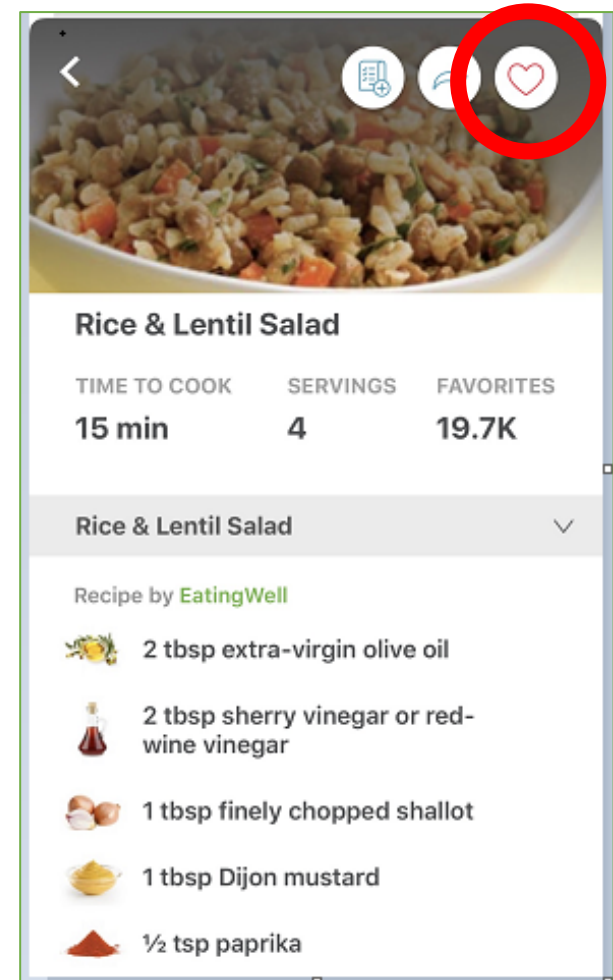 Rice & Lentil Salad
TIME TO COOK SERVINGS FAVORITES
15 min 4 19.7K
Rice & Lentil Salad
Recipe by EatingWell
2 tbsp extra-virgin olive oil
2 tbsp sherry vinegar or red-
wine vinegar
1 tbsp finely chopped shallot
1 tbsp Dijon mustard
½ tsp paprika